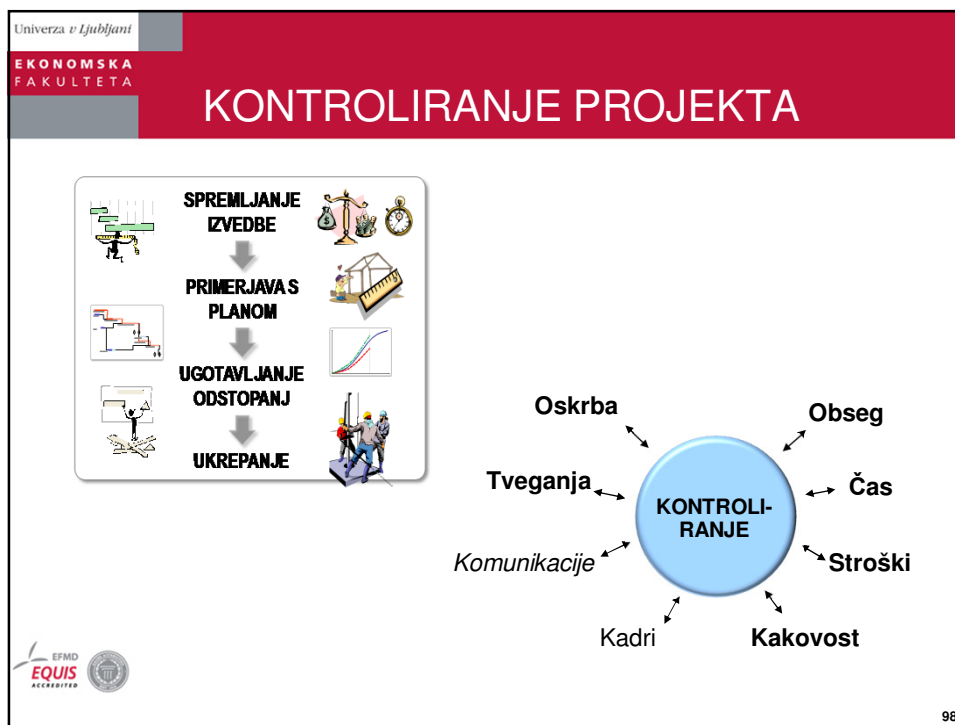 Univerza v Ljubljani
EKONOMSKA
FAKULTETA
KONTROLIRANJE PROJEKTA
SPREMLJANJE
IZVEDBE
PRIMERJAVA S
PLANOM
UGOTAVLJANJE
ODSTOPANJ
UKREPANJE
Oskrba
Obseg
Tveganja
Čas
KONTROLI-
RANJE
Komunikacije
Stroški
Kadri
Kakovost
EFMD
EQUIS
ACCREDITED
98